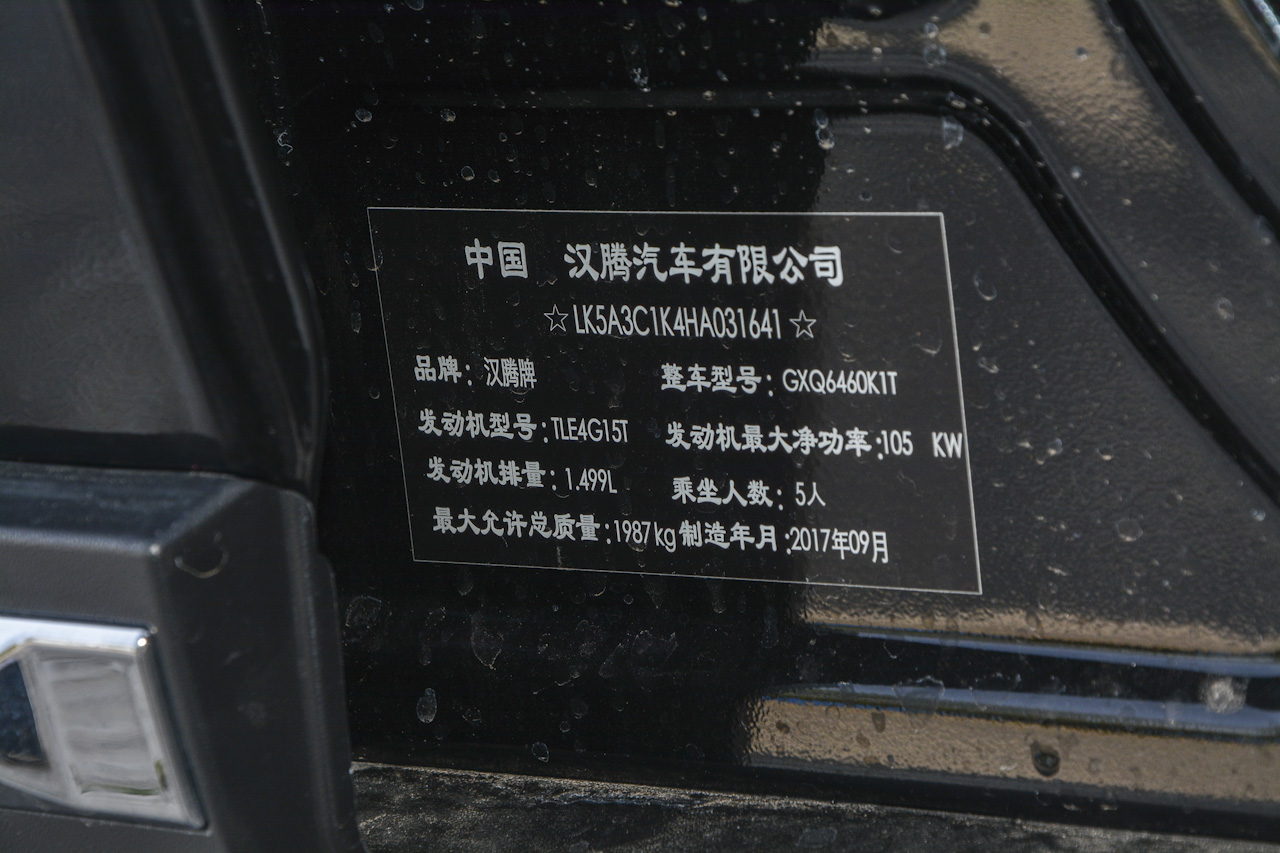 中国 汉腾汽车有限公司
☆LK5A3C1K4HA031641☆
品牌：汉腾牌 整车型号：GXQ6460K1T
发动机型号：TLE4G15T 发动机最大净功率：105 KW
发动机排量：1.499L 乘坐人数：5人
最大允许总质量：1987kg 制造年月：2017年09月